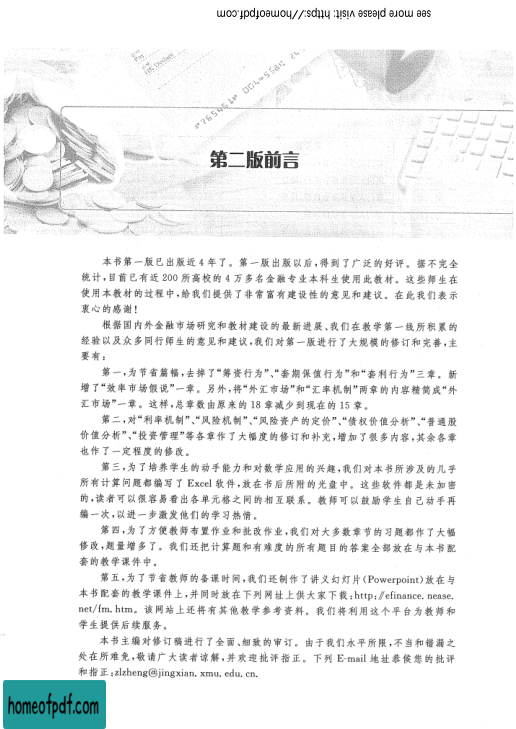 see more please visit: https://homeofpdf.com
第二版前言
本书第一版已出版近 4 年了。第一版出版以后,得到了广泛的好评。据不完全
统计,目前已有近 200 所高校的 4 万多名金融专业本科生使用此教材。这些师生在
使用本教材的过程中,给我们提供了非常富有建设性的意见和建议。在此我们表示
衷心的感谢!
根据国内外金融市场研究和教材建设的最新进展、我们在教学第一线所积累的
经验以及众多同行师生的意见和建议,我们对第一版进行了大规模的修订和完善,主
要有:
第一,为节省篇幅,去掉了“筹资行为”、“套期保值行为”和“套利行为”三章。新
增了“效率市场假说”一章。另外,将“外汇市场”和“汇率机制”两章的内容精简成“外
汇市场”一章。这样,总章数由原来的 18 章减少到现在的 15 章。
第二,对“利率机制”、“风险机制”、“风险资产的定价”、“债权价值分析”、“普通股
价值分析”、“投资管理”等各章作了大幅度的修订和补充,增加了很多内容,其余各章
也作了一定程度的修改。
第三,为了培养学生的动手能力和对数学应用的兴趣,我们对本书所涉及的几乎
所有计算问题都编写了 Excel 软件,放在书后所附的光盘中。这些软件都是未加密
的,读者可以很容易看出各单元格之间的相互联系。教师可以鼓励学生自己动手再
编一次,以进一步激发他们的学习热情。
第四,为了方便教师布置作业和批改作业,我们对大多数章节的习题都作了大幅
修改,题量增多了。我们还把计算题和有难度的所有题目的答案全部放在与本书配
套的教学课件中。
第五,为了节省教师的备课时间,我们还制作了讲义幻灯片(Powerpoint)放在与
本书配套的教学课件上,并同时放在下列网址上供大家下载:http://efinance.nease.
net/fm.htm。该网站上还将有其他教学参考资料。我们将利用这个平台为教师和
学生提供后续服务。
本书主编对修订稿进行了全面、细致的审订。由于我们水平所限,不当和错漏之
处在所难免,敬请广大读者谅解,并欢迎批评指正。下列 E-mail 地址恭候您的批评
和指正:zlzheng@jingxian.xmu.edu.cn.
homeofpdf.com